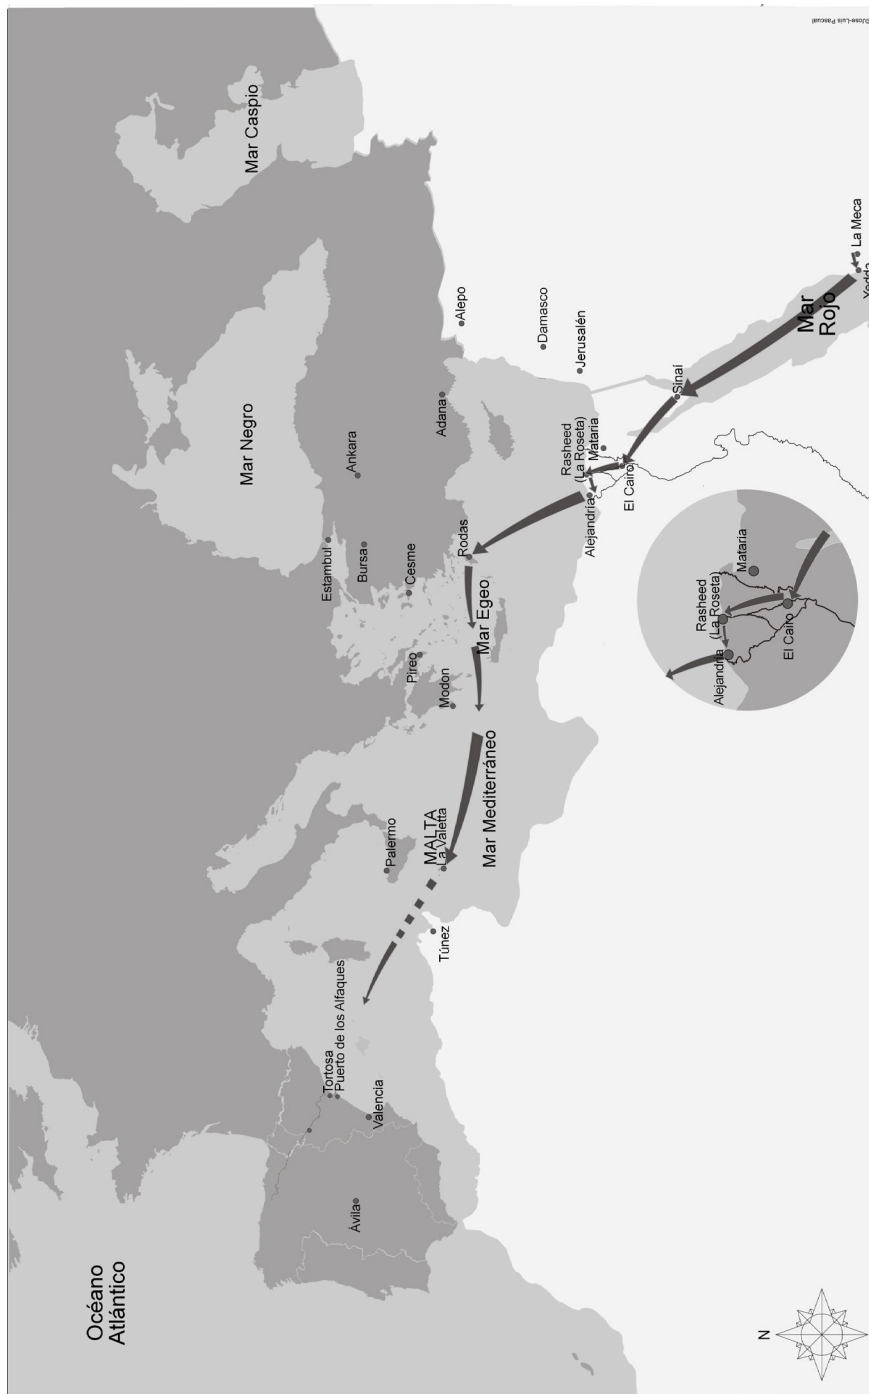 ©Jose-Luis Pascual
Mar Caspio
Mar Negro
Océano
Atlántico
Estambul
Ankara
Bursa
Cesme
Adana
Alepo
Damasco
Jerusalén
Rodas
Mar Egeo
Pireo
Modon
Palermo
MALTA
La Valetta
Mar Mediterráneo
Túnez
Tortosa
Puerto de los Alfaques
Valencia
Ávila
Rasheed
(La Roseta)
Mataria
Alejandría
El Cairo
Sinaí
Mar
Rojo
La Meca
Yedda
Rasheed
(La Roseta)
Mataria
Alejandría
El Cairo
N